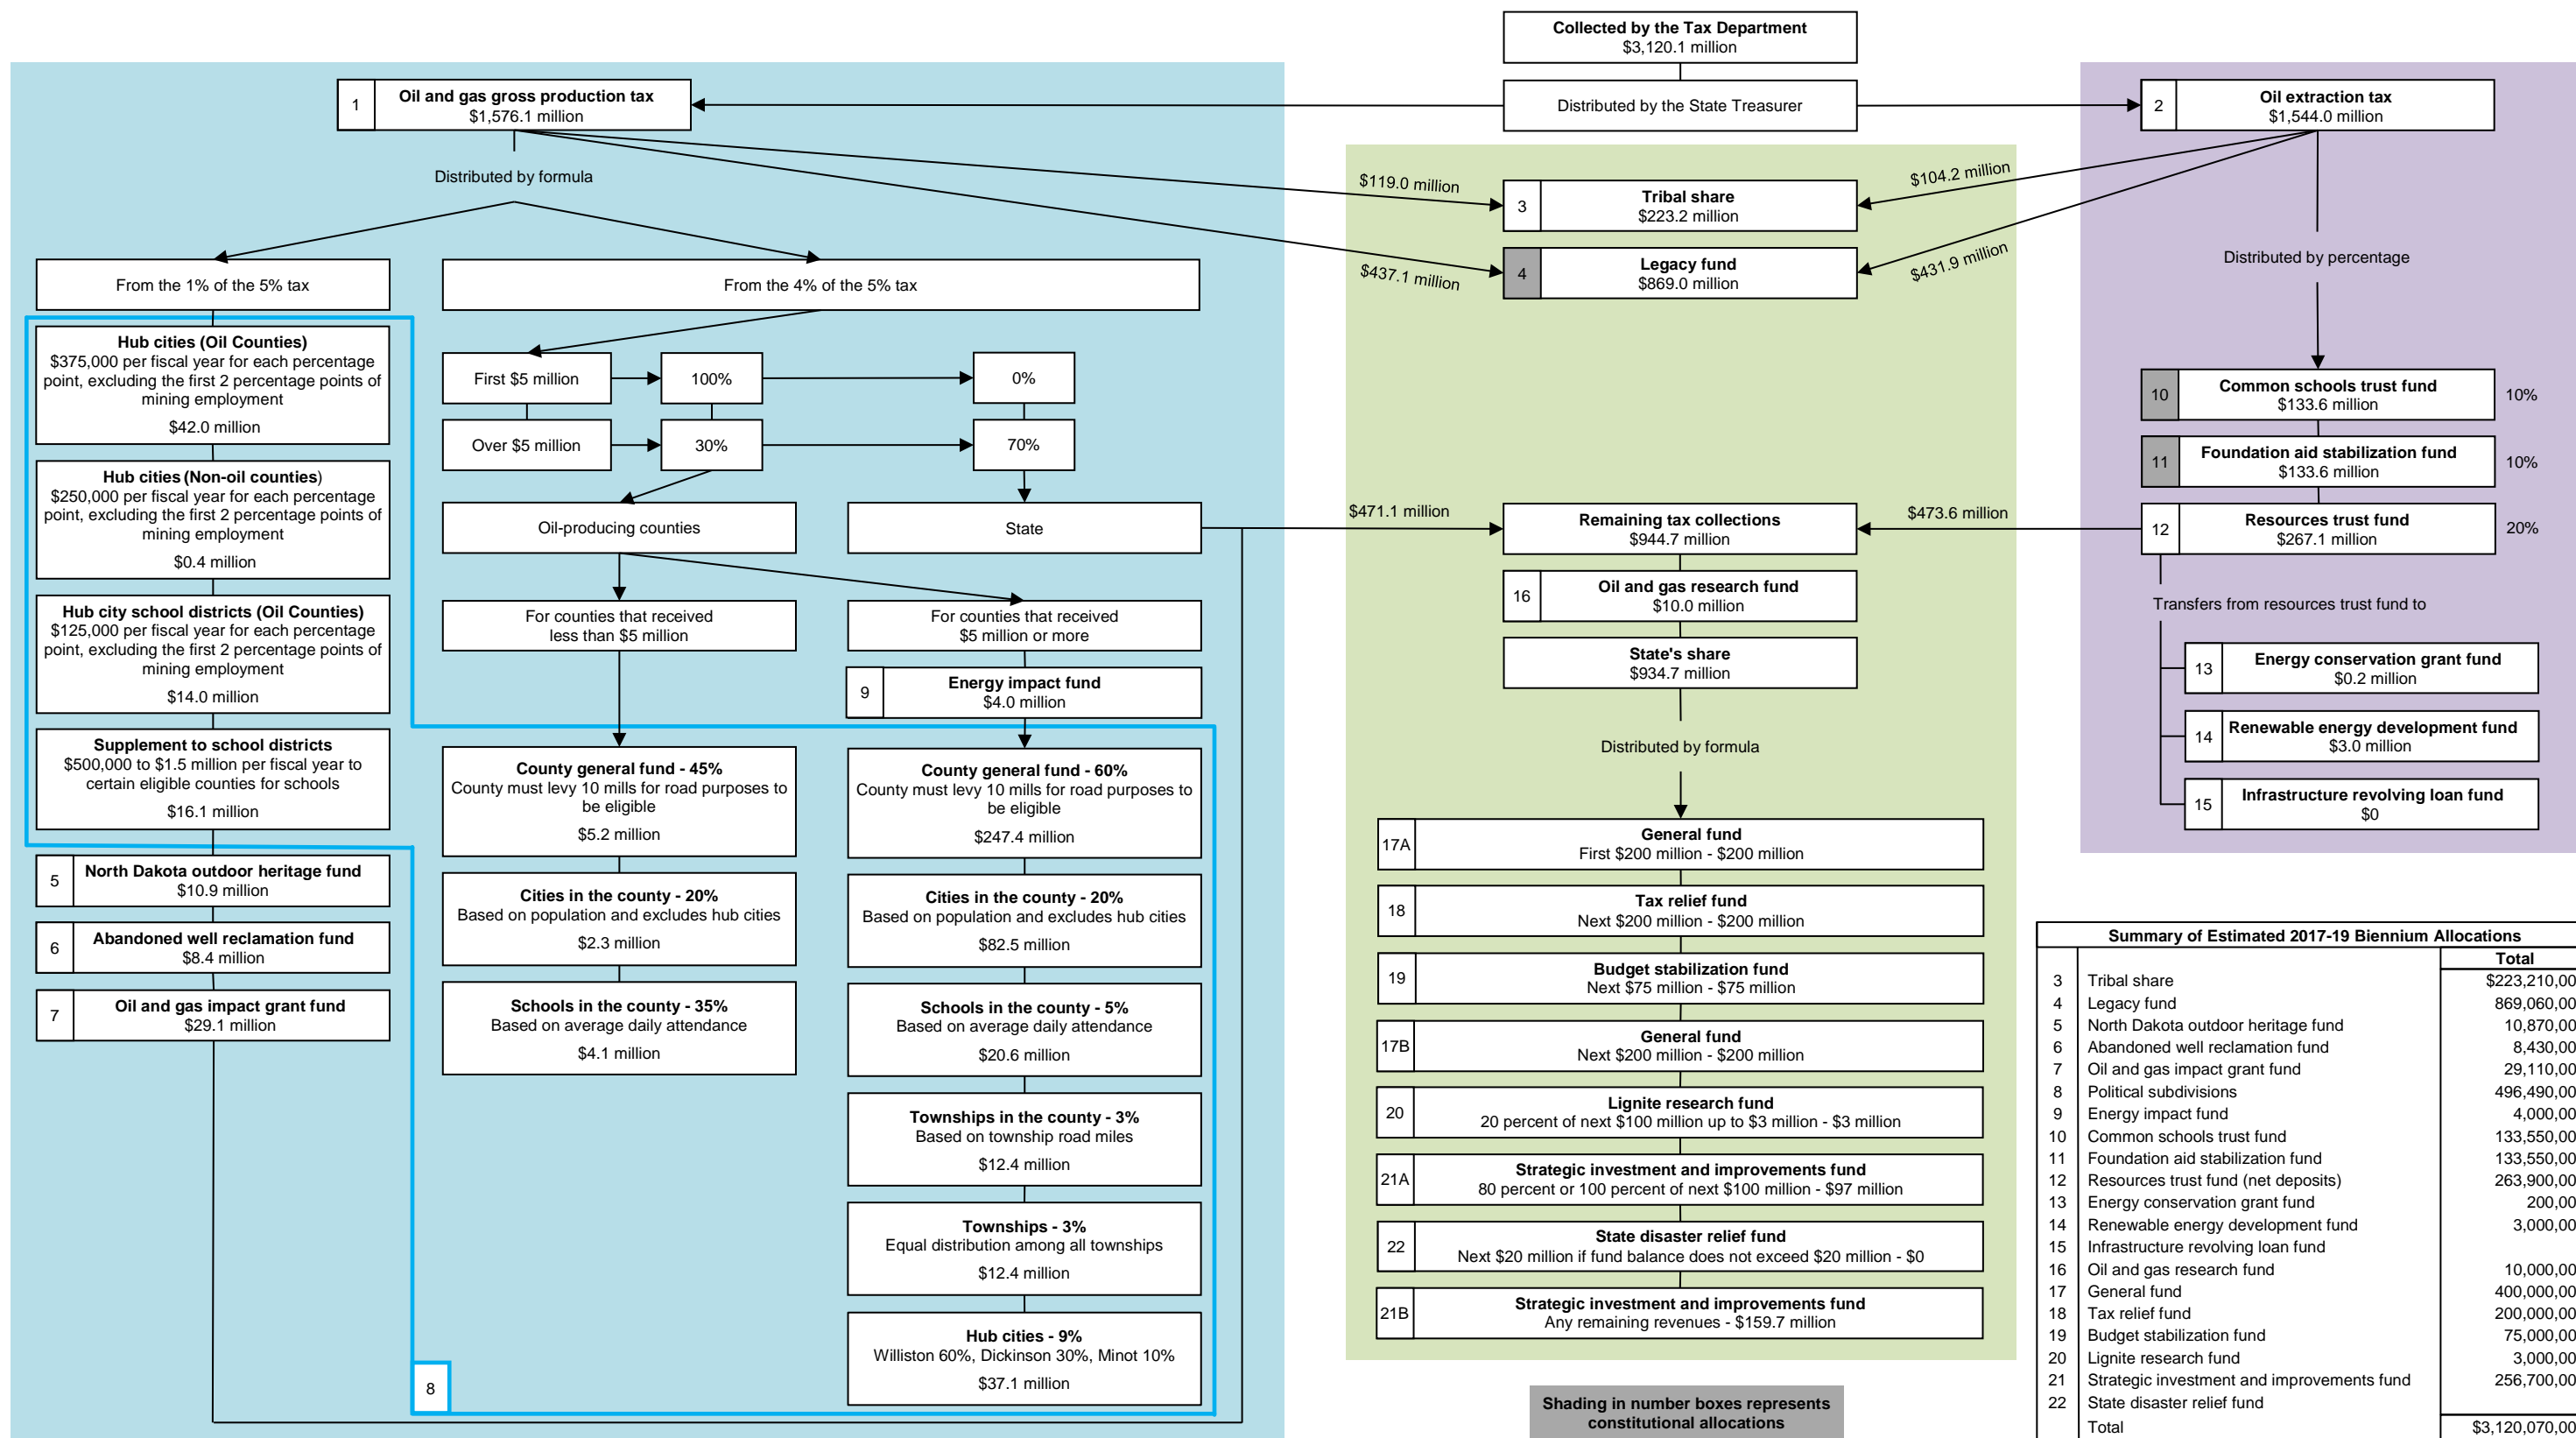 Collected by the Tax Department
$3,120.1 million
Distributed by the State Treasurer
1
Oil and gas gross production tax
$1,576.1 million
2
Oil extraction tax
$1,544.0 million
Distributed by formula
From the 1% of the 5% tax
From the 4% of the 5% tax
Hub cities (Oil Counties)
$375,000 per fiscal year for each percentage
point, excluding the first 2 percentage points of
mining employment
$42.0 million
Hub cities (Non-oil counties)
$250,000 per fiscal year for each percentage
point, excluding the first 2 percentage points of
mining employment
$0.4 million
Hub city school districts (Oil Counties)
$125,000 per fiscal year for each percentage
point, excluding the first 2 percentage points of
mining employment
$14.0 million
Supplement to school districts
$500,000 to $1.5 million per fiscal year to
certain eligible counties for schools
$16.1 million
5
North Dakota outdoor heritage fund
$10.9 million
6
Abandoned well reclamation fund
$8.4 million
7
Oil and gas impact grant fund
$29.1 million
First $5 million
100%
0%
Over $5 million
30%
70%
Oil-producing counties
State
For counties that received
less than $5 million
For counties that received
$5 million or more
9
Energy impact fund
$4.0 million
County general fund - 45%
County must levy 10 mills for road purposes to
be eligible
$5.2 million
Cities in the county - 20%
Based on population and excludes hub cities
$2.3 million
Schools in the county - 35%
Based on average daily attendance
$4.1 million
County general fund - 60%
County must levy 10 mills for road purposes to
be eligible
$247.4 million
Cities in the county - 20%
Based on population and excludes hub cities
$82.5 million
Schools in the county - 5%
Based on average daily attendance
$20.6 million
Townships in the county - 3%
Based on township road miles
$12.4 million
Townships - 3%
Equal distribution among all townships
$12.4 million
Hub cities - 9%
Williston 60%, Dickinson 30%, Minot 10%
$37.1 million
8
$119.0 million
$104.2 million
3
Tribal share
$223.2 million
$437.1 million
$431.9 million
4
Legacy fund
$869.0 million
$471.1 million
$473.6 million
Remaining tax collections
$944.7 million
16
Oil and gas research fund
$10.0 million
State's share
$934.7 million
Distributed by formula
17A
General fund
First $200 million - $200 million
18
Tax relief fund
Next $200 million - $200 million
19
Budget stabilization fund
Next $75 million - $75 million
17B
General fund
Next $200 million - $200 million
20
Lignite research fund
20 percent of next $100 million up to $3 million - $3 million
21A
Strategic investment and improvements fund
80 percent or 100 percent of next $100 million - $97 million
22
State disaster relief fund
Next $20 million if fund balance does not exceed $20 million - $0
21B
Strategic investment and improvements fund
Any remaining revenues - $159.7 million
Shading in number boxes represents
constitutional allocations
Distributed by percentage
10
Common schools trust fund
$133.6 million
10%
11
Foundation aid stabilization fund
$133.6 million
10%
12
Resources trust fund
$267.1 million
20%
Transfers from resources trust fund to
13
Energy conservation grant fund
$0.2 million
14
Renewable energy development fund
$3.0 million
15
Infrastructure revolving loan fund
$0
Summary of Estimated 2017-19 Biennium Allocations
Total
3 Tribal share $223,210,00
4 Legacy fund 869,060,00
5 North Dakota outdoor heritage fund 10,870,00
6 Abandoned well reclamation fund 8,430,00
7 Oil and gas impact grant fund 29,110,00
8 Political subdivisions 496,490,00
9 Energy impact fund 4,000,00
10 Common schools trust fund 133,550,00
11 Foundation aid stabilization fund 133,550,00
12 Resources trust fund (net deposits) 263,900,00
13 Energy conservation grant fund 200,00
14 Renewable energy development fund 3,000,00
15 Infrastructure revolving loan fund
16 Oil and gas research fund 10,000,00
17 General fund 400,000,00
18 Tax relief fund 200,000,00
19 Budget stabilization fund 75,000,00
20 Lignite research fund 3,000,00
21 Strategic investment and improvements fund 256,700,00
22 State disaster relief fund
Total $3,120,070,00